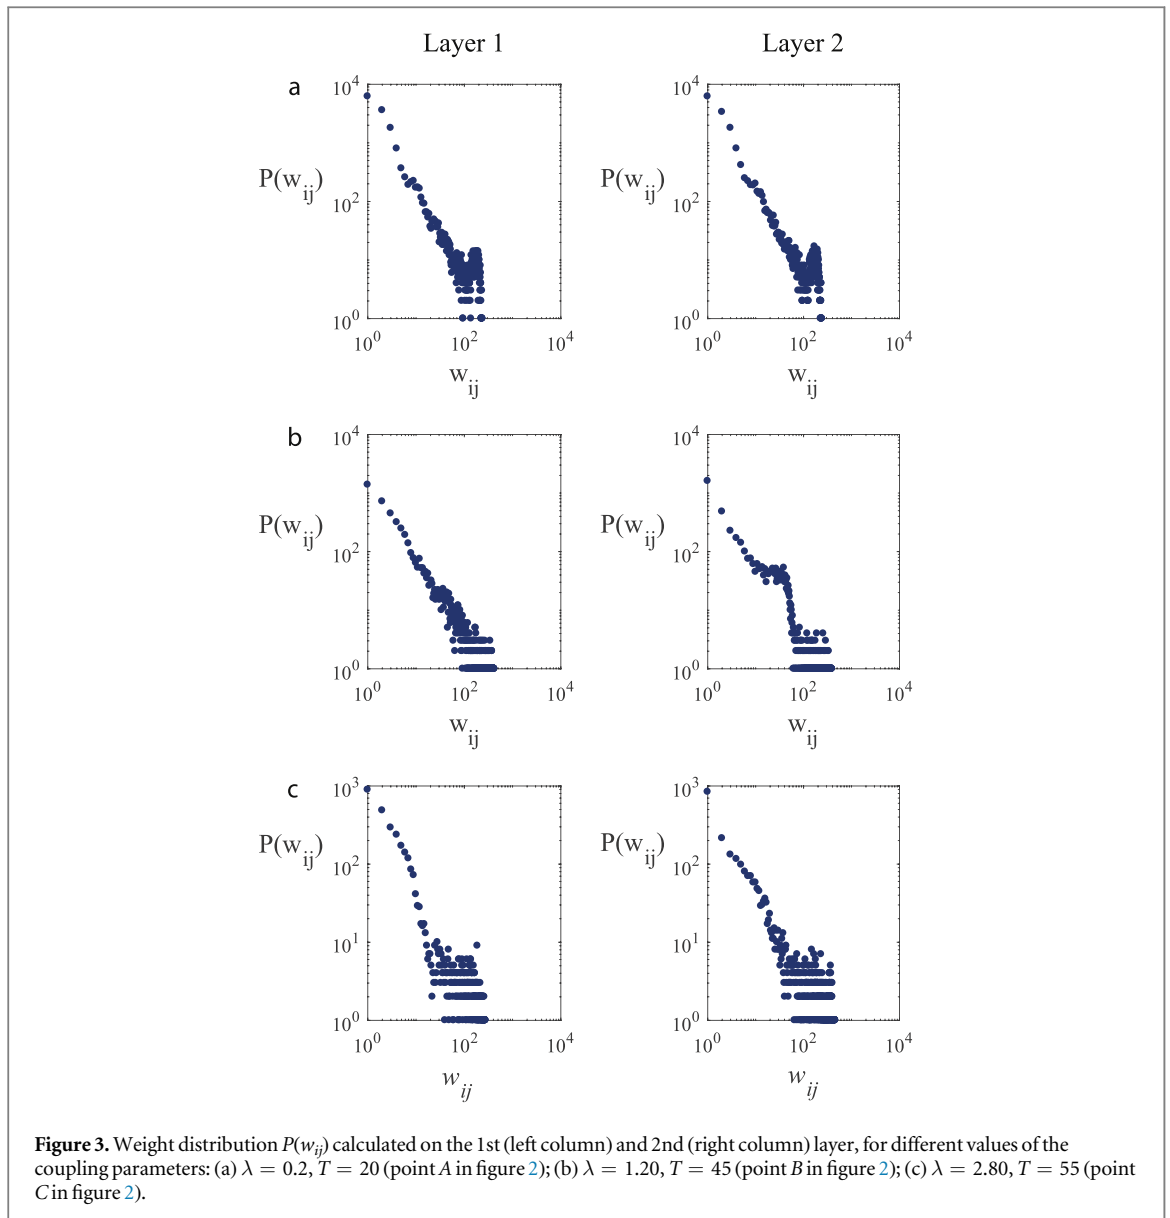 Layer 1 Layer 2
a
10^4 10^4
P(w_ij) P(w_ij)
10^2 10^2
10^0 10^0
10^0 10^2 10^4 10^0 10^2 10^4
w_ij w_ij
b
10^4 10^4
P(w_ij) P(w_ij)
10^2 10^2
10^0 10^0
10^0 10^2 10^4 10^0 10^2 10^4
w_ij w_ij
c
10^3 10^3
P(w_ij) P(w_ij)
10^2 10^2
10^1 10^1
10^0 10^0
10^0 10^2 10^4 10^0 10^2 10^4
w_ij w_ij
Figure 3. Weight distribution P(w_ij) calculated on the 1st (left column) and 2nd (right column) layer, for different values of the
coupling parameters: (a) λ = 0.2, T = 20 (point A in figure 2); (b) λ = 1.20, T = 45 (point B in figure 2); (c) λ = 2.80, T = 55 (point
C in figure 2).